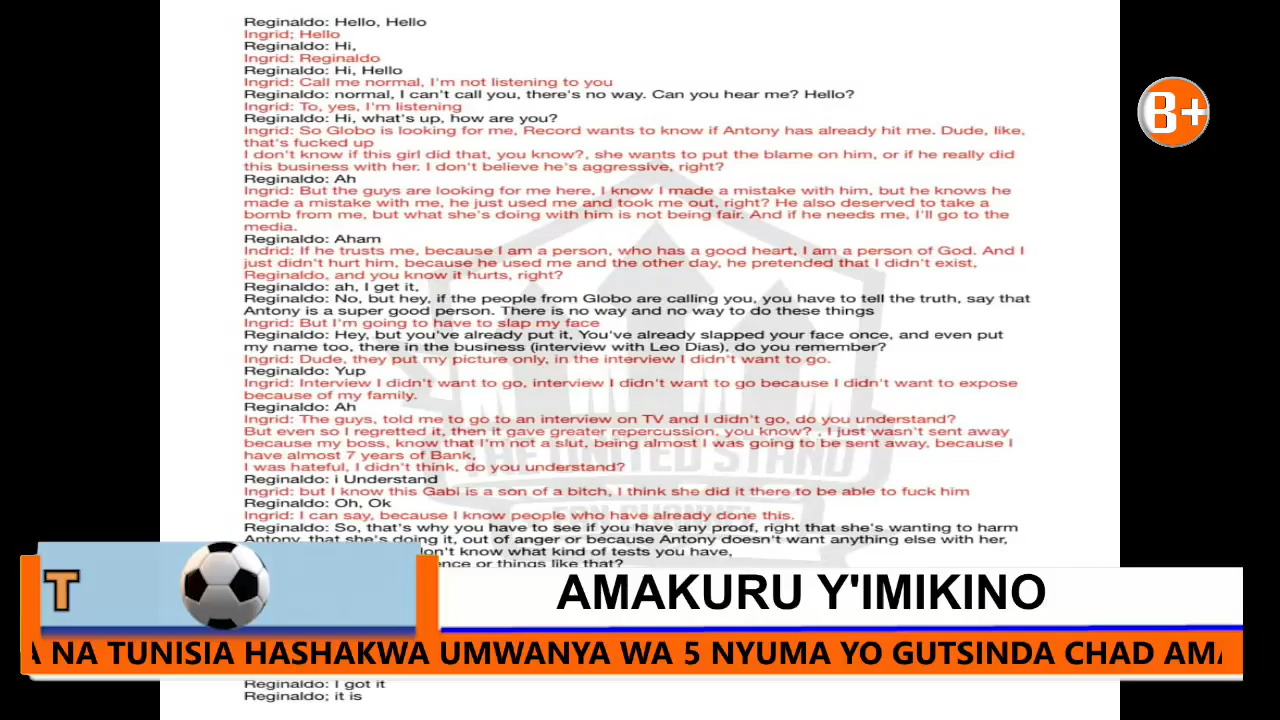 Reginaldo: Hello, Hello
Ingrid; Hello
Reginaldo: Hi,
Ingrid: Reginaldo
Reginaldo: Hi, Hello
Ingrid: Call me normal, I'm not listening to you
Reginaldo: normal, I can't call you, there's no way. Can you hear me? Hello?
Ingrid: To, yes, I'm listening
Reginaldo: Hi, what's up, how are you?
Ingrid: So Globo is looking for me, Record wants to know if Antony has already hit me. Dude, like,
that's fucked up
I don't know if this girl did that, you know?, she wants to put the blame on him, or if he really did
this business with her. I don't believe he's aggressive, right?
Reginaldo: Ah
Ingrid: But the guys are looking for me here, I know I made a mistake with him, but he knows he
made a mistake with me, he just used me and took me out, right? He also deserved to take a
bomb from me, but what she's doing with him is not being fair. And if he needs me, I'll go to the
media.
Reginaldo: Aham
Indrid: If he trusts me, because I am a person, who has a good heart, I am a person of God. And I
just didn't hurt him, because he used me and the other day, he pretended that I didn't exist,
Reginaldo, and you know it hurts, right?
Reginaldo: ah, I get it,
Reginaldo: No, but hey, if the people from Globo are calling you, you have to tell the truth, say that
Antony is a super good person. There is no way and no way to do these things
Ingrid: But I'm going to have to slap my face
Reginaldo: Hey, but you've already put it, You've already slapped your face once, and even put
my name too, there in the business (interview with Leo Dias), do you remember?
Ingrid: Dude, they put my picture only, in the interview I didn't want to go.
Reginaldo: Yup
Ingrid: Interview I didn't want to go, interview I didn't want to go because I didn't want to expose
because of my family.
Reginaldo: Ah
Ingrid: The guys, told me to go to an interview on TV and I didn't go, do you understand?
But even so I regretted it, then it gave greater repercussion, you know? , I just wasn't sent away
because my boss, know that I'm not a slut, being almost I was going to be sent away, because I
have almost 7 years of Bank,
I was hateful, I didn't think, do you understand?
Reginaldo: i Understand
Ingrid: but I know this Gabi is a son of a bitch, I think she did it there to be able to fuck him
Reginaldo: Oh, Ok
Ingrid: I can say, because I know people who have already done this.
Reginaldo: So, that's why you have to see if you have any proof, right that she's wanting to harm
Antony, that she's doing it, out of anger or because Antony doesn't want anything else with her,
don't know what kind of tests you have,
ence or things like that?
THE UNITED STAND
FAN CHANNEL
B+
T
AMAKURU Y'IMIKINO
A NA TUNISIA HASHAKWA UMWANYA WA 5 NYUMA YO GUTSINDA CHAD AMA
Reginaldo: I got it
Reginaldo; it is